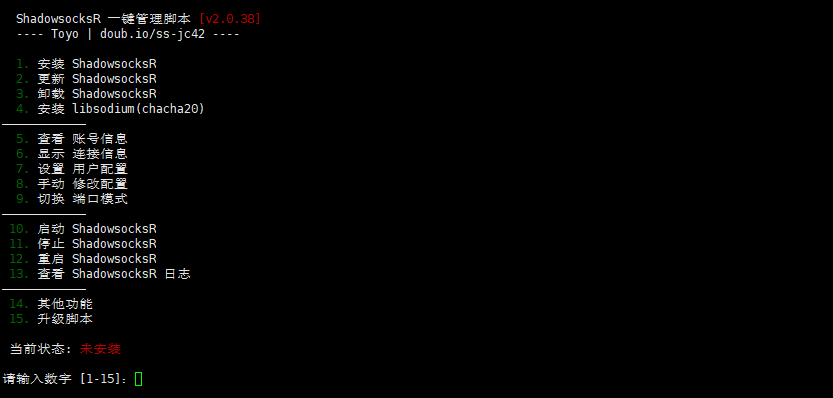 ShadowsocksR 一键管理脚本 [v2.0.38]
---- Toyo | doub.io/ss-jc42 ----
1. 安装 ShadowsocksR
2. 更新 ShadowsocksR
3. 卸载 ShadowsocksR
4. 安装 libsodium(chacha20)
————————————
5. 查看 账号信息
6. 显示 连接信息
7. 设置 用户配置
8. 手动 修改配置
9. 切换 端口模式
————————————
10. 启动 ShadowsocksR
11. 停止 ShadowsocksR
12. 重启 ShadowsocksR
13. 查看 ShadowsocksR 日志
————————————
14. 其他功能
15. 升级脚本
当前状态: 未安装
请输入数字 [1-15]：